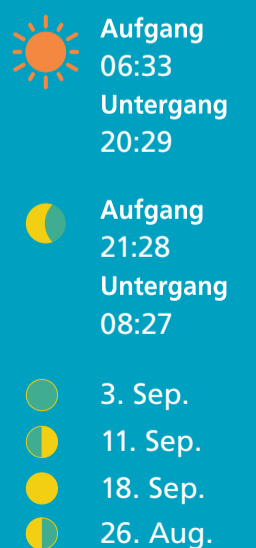 Aufgang
06:33
Untergang
20:29
Aufgang
21:28
Untergang
08:27
3. Sep.
11. Sep.
18. Sep.
26. Aug.